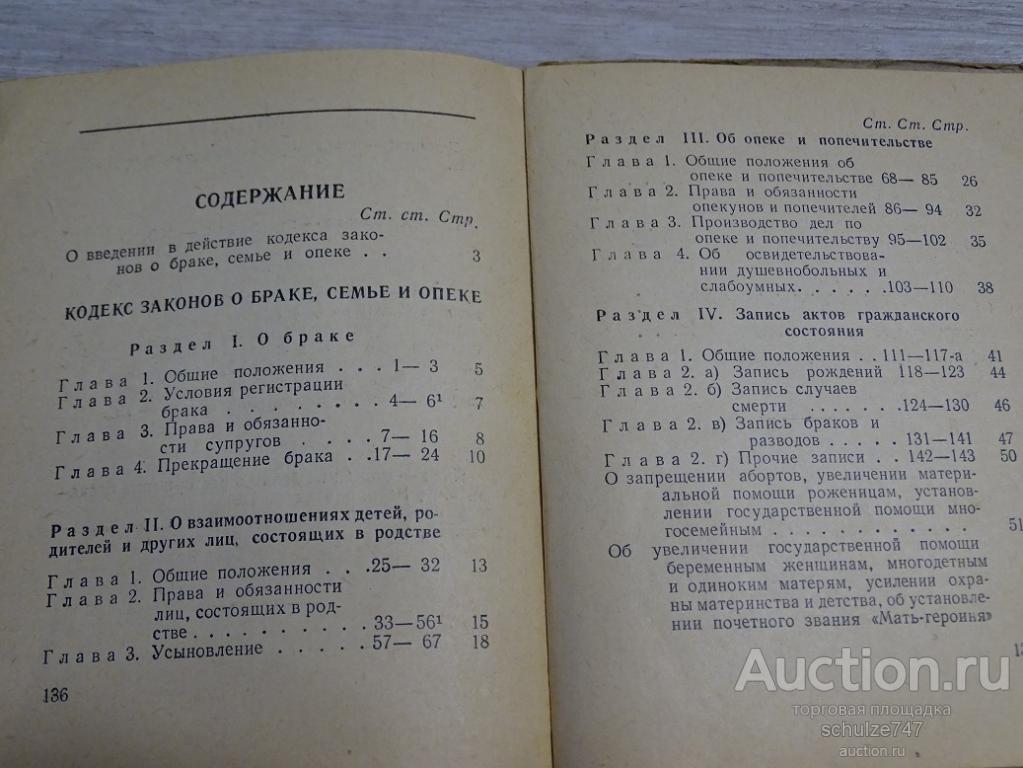 СОДЕРЖАНИЕ
Ст. ст. Стр.
О введении в действие кодекса зако-
нов о браке, семье и опеке . . 3
КОДЕКС ЗАКОНОВ О БРАКЕ, СЕМЬЕ И ОПЕКЕ
Раздел I. О браке
Глава 1. Общие положения . . . 1— 3 5
Глава 2. Условия регистрации
брака . . . . . . . . 4— 6¹ 7
Глава 3. Права и обязанно-
сти супругов . . . . 7— 16 8
Глава 4. Прекращение брака . .17— 24 10
Раздел II. О взаимоотношениях детей, ро-
дителей и других лиц, состоящих в родстве
Глава 1. Общие положения . . .25— 32 13
Глава 2. Права и обязанности
лиц, состоящих в род-
стве . . . . . . . . . . 33—56¹ 15
Глава 3. Усыновление . . . . . 57— 67 18
136
Ст. Ст. Стр.
Раздел III. Об опеке и попечительстве
Глава 1. Общие положения об
опеке и попечительстве 68— 85 26
Глава 2. Права и обязанности
опекунов и попечителей 86— 94 32
Глава 3. Производство дел по
опеке и попечительству 95—102 35
Глава 4. Об освидетельствова-
нии душевнобольных и
слабоумных. . . . . .103—110 38
Раздел IV. Запись актов гражданского
состояния
Глава 1. Общие положения . . 111—117-а 41
Глава 2. а) Запись рождений 118—123 44
Глава 2. б) Запись случаев
смерти . . . . . . .124—130 46
Глава 2. в) Запись браков и
разводов . . . . . 131—141 47
Глава 2. г) Прочие записи . . 142—143 50
О запрещении абортов, увеличении матери-
альной помощи роженицам, установ-
лении государственной помощи мно-
госемейным . . . . . . . . . . . . . 51
Об увеличении государственной помощи
беременным женщинам, многодетным
и одиноким матерям, усилении охра-
ны материнства и детства, об установле-
нии почетного звания «Мать-героиня»
Auction.ru
торговая площадка
schulze747
auction.ru